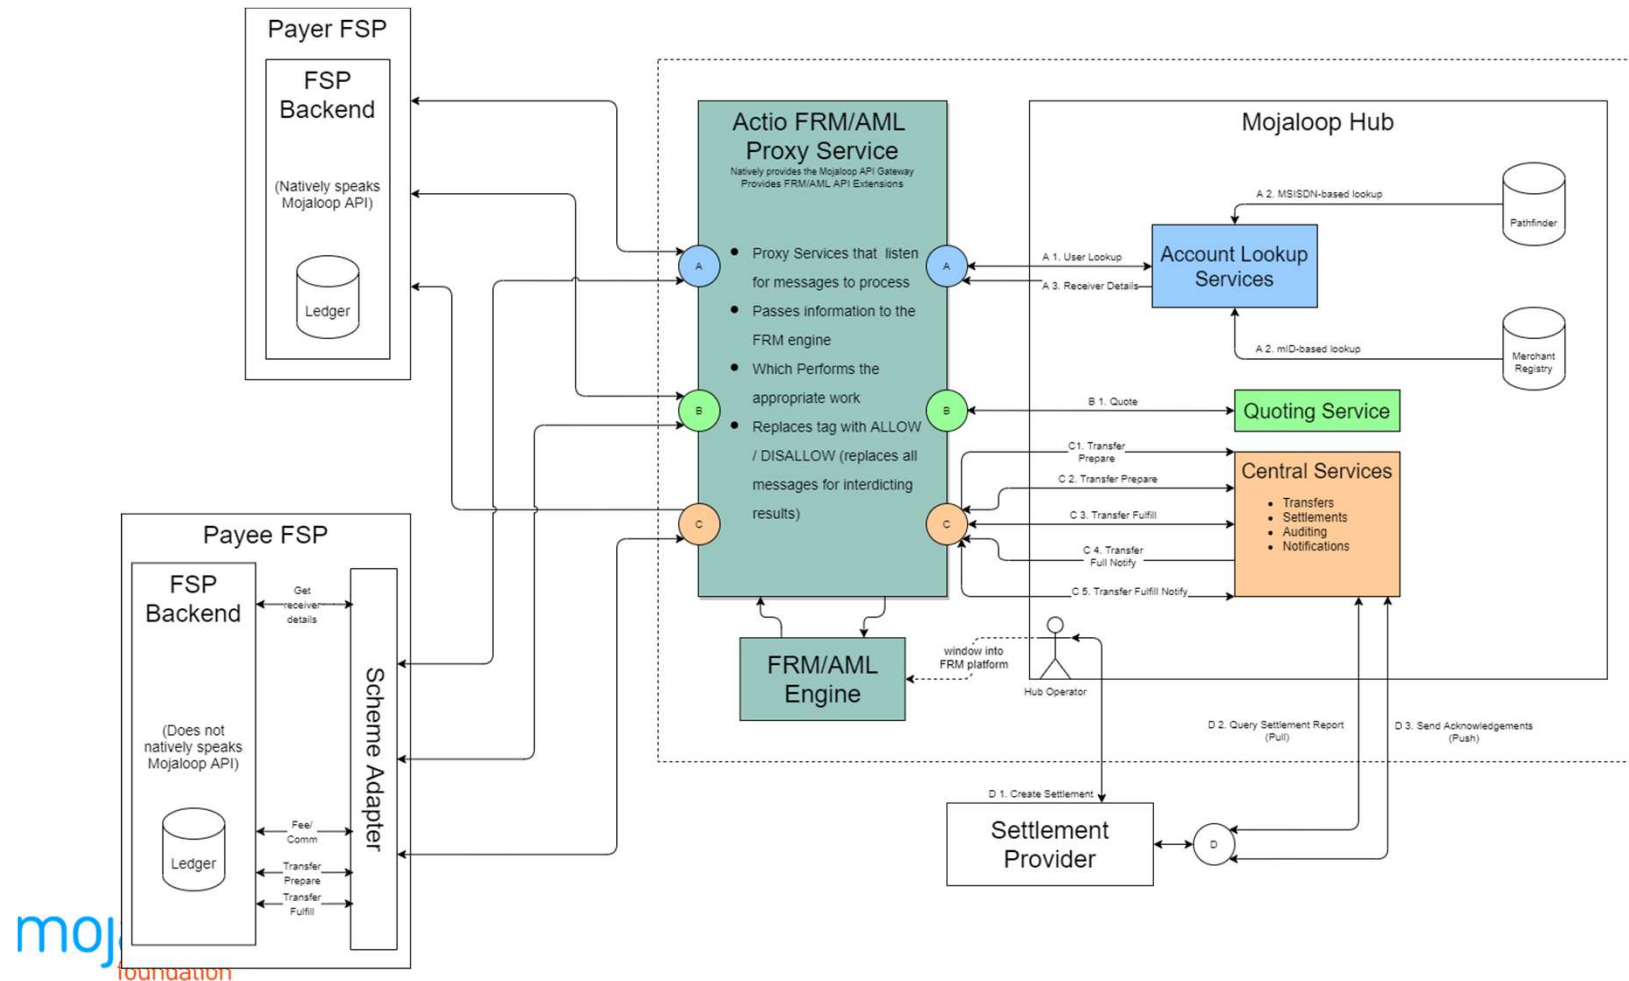 Payer FSP
FSP
Backend
(Natively speaks
Mojaloop API)
Ledger
Payee FSP
FSP
Backend
(Does not
natively speaks
Mojaloop API)
Ledger
Get
receiver
details
Fee/
Comm
Transfer
Prepare
Transfer
Fulfill
Scheme Adapter
Actio FRM/AML
Proxy Service
Natively provides the Mojaloop API Gateway
Provides FRM/AML API Extensions
A
A
B
B
C
C
• Proxy Services that listen
for messages to process
• Passes information to the
FRM engine
• Which Performs the
appropriate work
• Replaces tag with ALLOW
/ DISALLOW (replaces all
messages for interdicting
results)
FRM/AML
Engine
window into
FRM platform
Hub Operator
Mojaloop Hub
A 1. User Lookup
A 3. Receiver Details
A 2. MSISDN-based lookup
Pathfinder
Account Lookup
Services
A 2. mID-based lookup
Merchant
Registry
B 1. Quote
Quoting Service
C1. Transfer
Prepare
C 2. Transfer Prepare
C 3. Transfer Fulfill
C 4. Transfer
Full Notify
C 5. Transfer Fulfill Notify
Central Services
• Transfers
• Settlements
• Auditing
• Notifications
D 2. Query Settlement Report
(Pull)
D 3. Send Acknowledgements
(Push)
D 1. Create Settlement
Settlement
Provider
D
moj
foundation